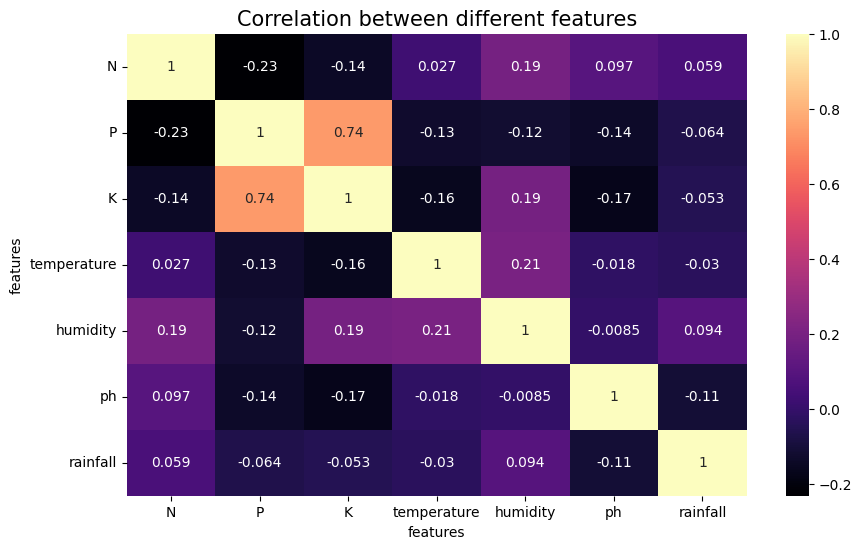 Correlation between different features
N 1 -0.23 -0.14 0.027 0.19 0.097 0.059
P -0.23 1 0.74 -0.13 -0.12 -0.14 -0.064
K -0.14 0.74 1 -0.16 0.19 -0.17 -0.053
temperature 0.027 -0.13 -0.16 1 0.21 -0.018 -0.03
humidity 0.19 -0.12 0.19 0.21 1 -0.0085 0.094
ph 0.097 -0.14 -0.17 -0.018 -0.0085 1 -0.11
rainfall 0.059 -0.064 -0.053 -0.03 0.094 -0.11 1
N P K temperature humidity ph rainfall
features
features
1.0
0.8
0.6
0.4
0.2
0.0
−0.2